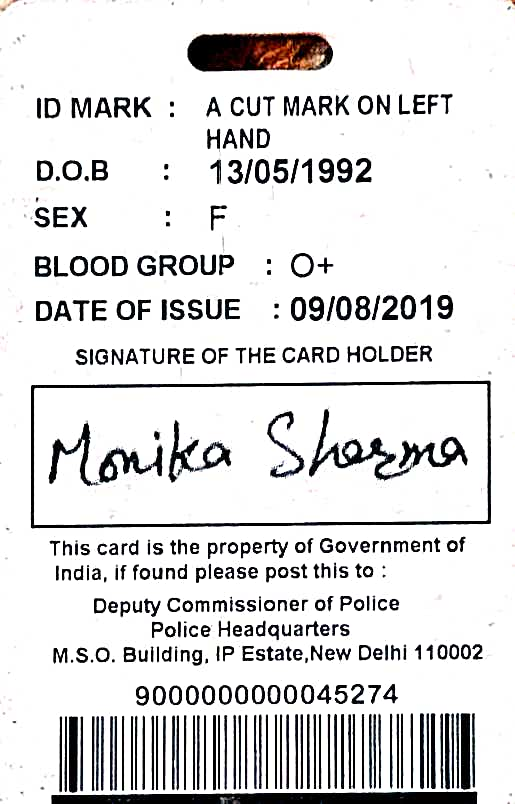 ID MARK : A CUT MARK ON LEFT
HAND
D.O.B : 13/05/1992
SEX : F
BLOOD GROUP : O+
DATE OF ISSUE : 09/08/2019
SIGNATURE OF THE CARD HOLDER
Monika Sharma
This card is the property of Government of
India, if found please post this to :
Deputy Commissioner of Police
Police Headquarters
M.S.O. Building, IP Estate,New Delhi 110002
9000000000045274